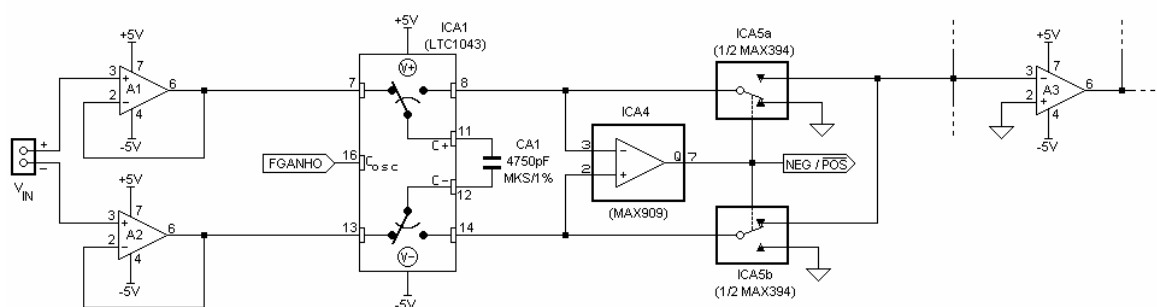 +5V
7
3
+
A1
6
2
−
4
-5V
+
−
V IN
+5V
7
3
+
A2
6
2
−
4
-5V
ICA1
(LTC1043)
+5V
V+
7
8
11
C+
FGANHO
16
Cosc
CA1
4750pF
MKS/1%
C-
12
13
14
V-
-5V
ICA4
3
−
2
+
Q
7
(MAX909)
ICA5a
(1/2 MAX394)
NEG / POS
ICA5b
(1/2 MAX394)
+5V
7
2
−
A3
6
3
+
4
-5V